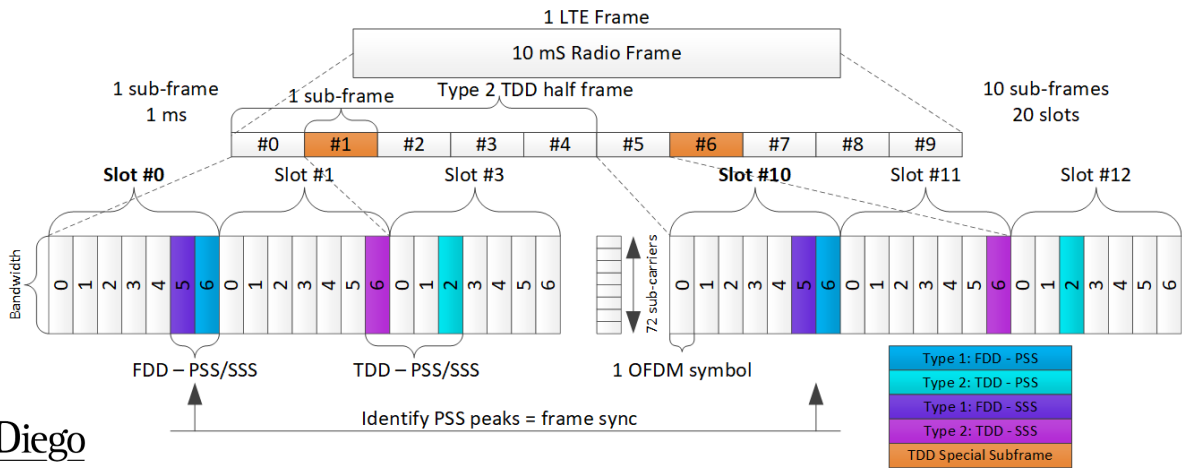 1 LTE Frame
10 mS Radio Frame
1 sub-frame
1 ms
1 sub-frame
Type 2 TDD half frame
10 sub-frames
20 slots
#0 #1 #2 #3 #4 #5 #6 #7 #8 #9
Slot #0 Slot #1 Slot #3 Slot #10 Slot #11 Slot #12
Bandwidth
0 1 2 3 4 5 6 0 1 2 3 4 5 6 0 1 2 3 4 5 6
72 sub-carriers
0 1 2 3 4 5 6 0 1 2 3 4 5 6 0 1 2 3 4 5 6
FDD – PSS/SSS TDD – PSS/SSS 1 OFDM symbol
Identify PSS peaks = frame sync
Type 1: FDD - PSS
Type 2: TDD - PSS
Type 1: FDD - SSS
Type 2: TDD - SSS
TDD Special Subframe
Diego